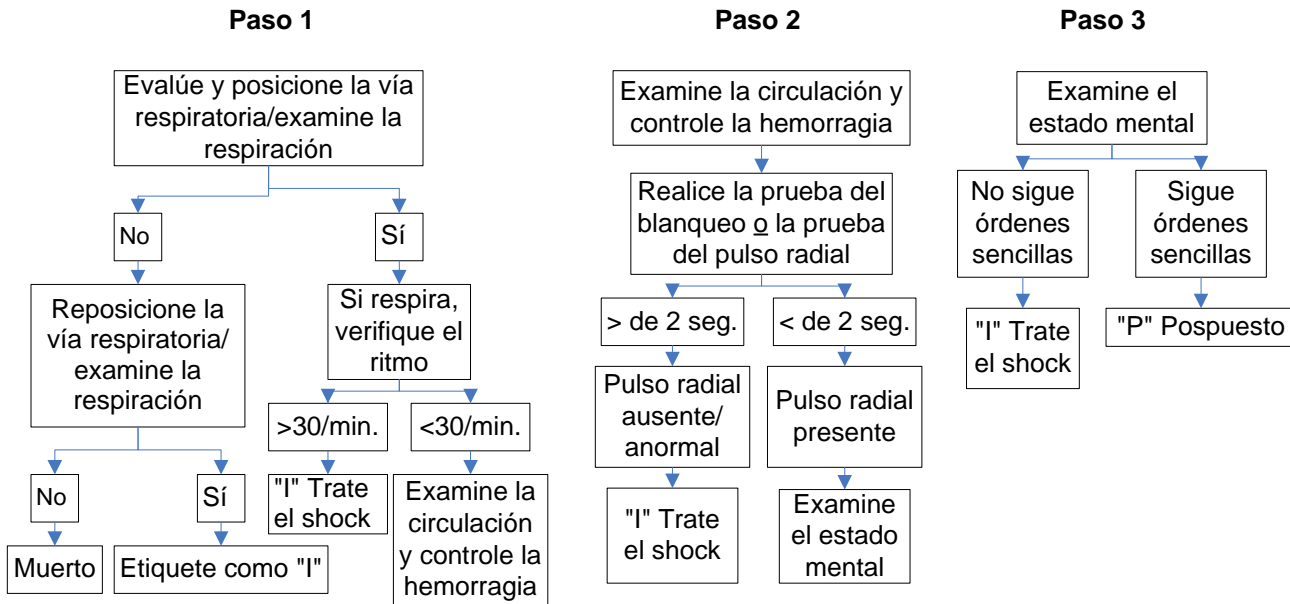 Paso 1
Evalúe y posicione la vía
respiratoria/examine la
respiración
No
Sí
Reposicione la
vía respiratoria/
examine la
respiración
Si respira,
verifique el
ritmo
No
Sí
>30/min.
<30/min.
Muerto
Etiquete como "I"
"I" Trate
el shock
Examine la
circulación
y controle la
hemorragia
Paso 2
Examine la circulación y
controle la hemorragia
Realice la prueba del
blanqueo o la prueba
del pulso radial
> de 2 seg.
< de 2 seg.
Pulso radial
ausente/
anormal
Pulso radial
presente
"I" Trate
el shock
Examine
el estado
mental
Paso 3
Examine el
estado mental
No sigue
órdenes
sencillas
Sigue
órdenes
sencillas
"I" Trate
el shock
"P" Pospuesto